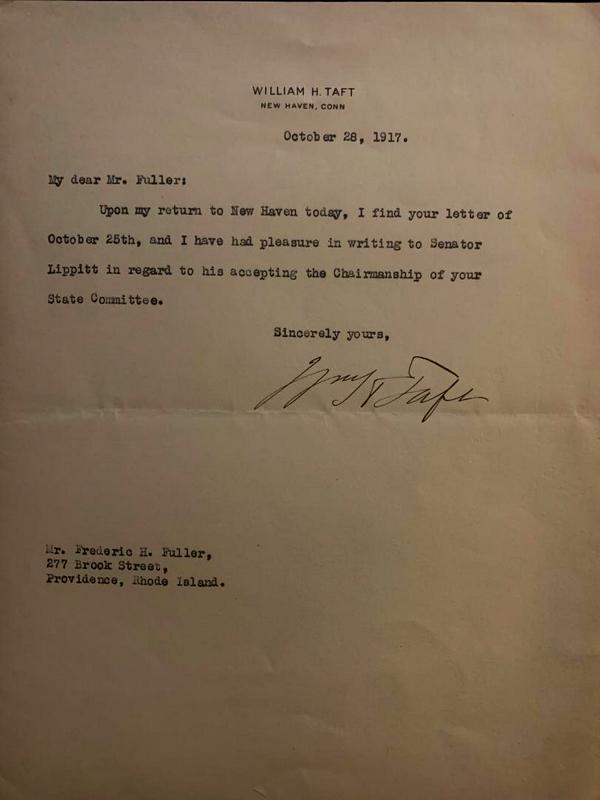 WILLIAM H. TAFT
NEW HAVEN, CONN
October 28, 1917.
My dear Mr. Fuller:
Upon my return to New Haven today, I find your letter of
October 25th, and I have had pleasure in writing to Senator
Lippitt in regard to his accepting the Chairmanship of your
State Committee.
Sincerely yours,
Wm H Taft
Mr. Frederic H. Fuller,
277 Brook Street,
Providence, Rhode Island.